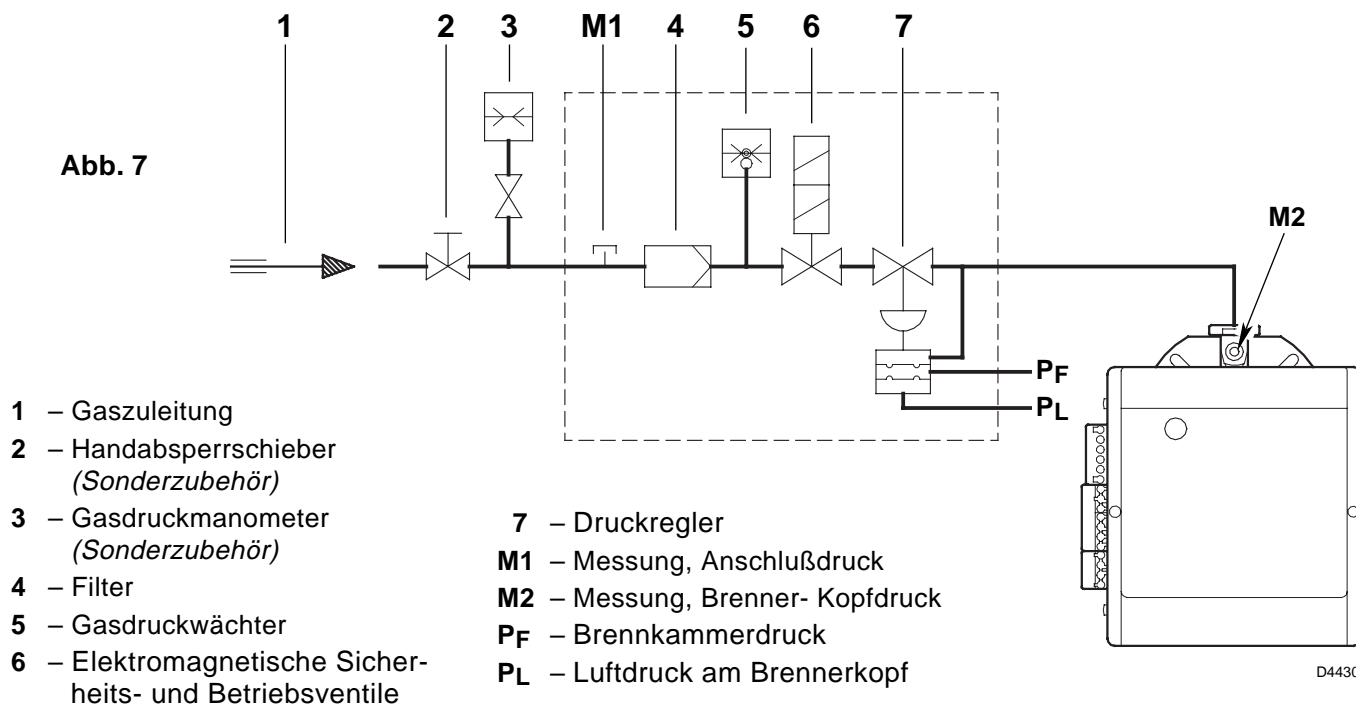 1 2 3 M1 4 5 6 7
Abb. 7
M2
PF
PL
1 – Gaszuleitung
2 – Handabsperrschieber
(Sonderzubehör)
3 – Gasdruckmanometer
(Sonderzubehör)
4 – Filter
5 – Gasdruckwächter
6 – Elektromagnetische Sicher-
heits- und Betriebsventile
7 – Druckregler
M1 – Messung, Anschlußdruck
M2 – Messung, Brenner- Kopfdruck
PF – Brennkammerdruck
PL – Luftdruck am Brennerkopf
D4430